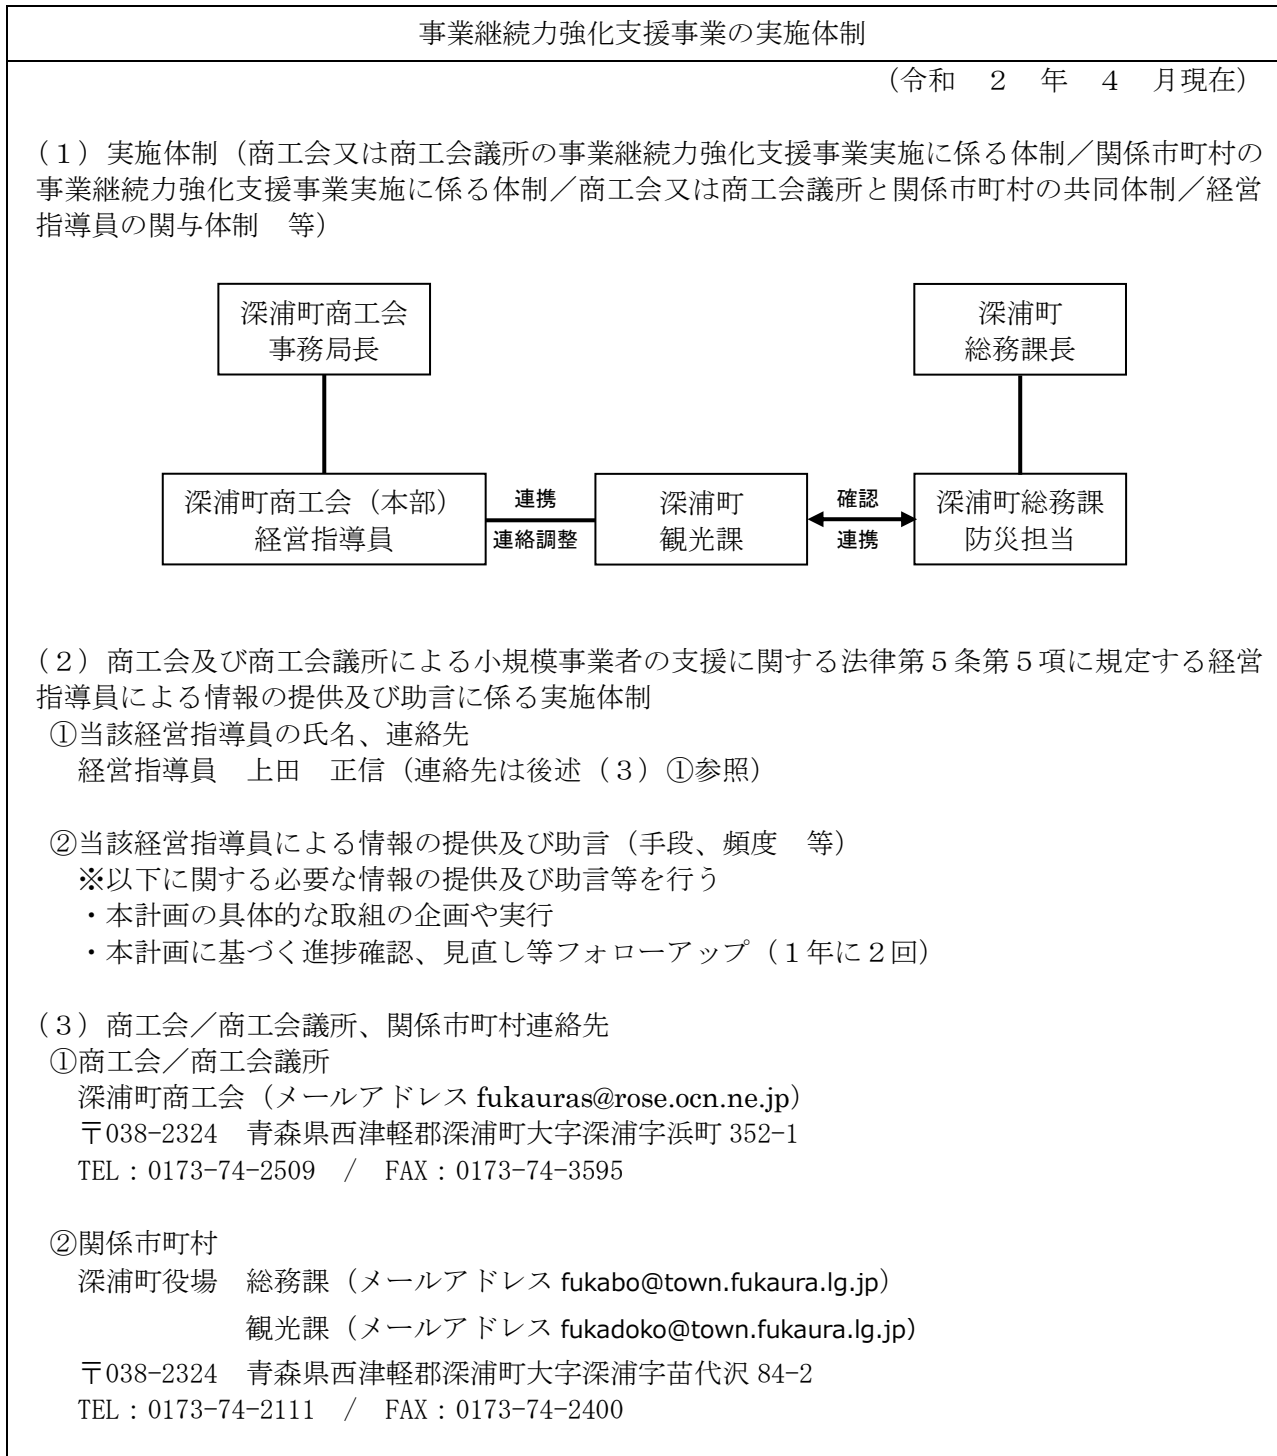 事業継続力強化支援事業の実施体制
(令和　２　年　４　月現在)
(１) 実施体制 (商工会又は商工会議所の事業継続力強化支援事業実施に係る体制／関係市町村の
事業継続力強化支援事業実施に係る体制／商工会又は商工会議所と関係市町村の共同体制／経営
指導員の関与体制　等)
深浦町商工会
事務局長
深浦町
総務課長
深浦町商工会 (本部)
経営指導員
連携
連絡調整
深浦町
観光課
確認
連携
深浦町総務課
防災担当
(２) 商工会及び商工会議所による小規模事業者の支援に関する法律第５条第５項に規定する経営
指導員による情報の提供及び助言に係る実施体制
①当該経営指導員の氏名、連絡先
経営指導員　上田　正信 (連絡先は後述 (３) ①参照)
②当該経営指導員による情報の提供及び助言 (手段、頻度　等)
※以下に関する必要な情報の提供及び助言等を行う
・本計画の具体的な取組の企画や実行
・本計画に基づく進捗確認、見直し等フォローアップ (１年に２回)
(３) 商工会／商工会議所、関係市町村連絡先
①商工会／商工会議所
深浦町商工会 (メールアドレス fukauras@rose.ocn.ne.jp)
〒038-2324　青森県西津軽郡深浦町大字深浦字浜町 352-1
TEL：0173-74-2509　/　FAX：0173-74-3595
②関係市町村
深浦町役場　総務課 (メールアドレス fukabo@town.fukaura.lg.jp)
観光課 (メールアドレス fukadoko@town.fukaura.lg.jp)
〒038-2324　青森県西津軽郡深浦町大字深浦字苗代沢 84-2
TEL：0173-74-2111　/　FAX：0173-74-2400